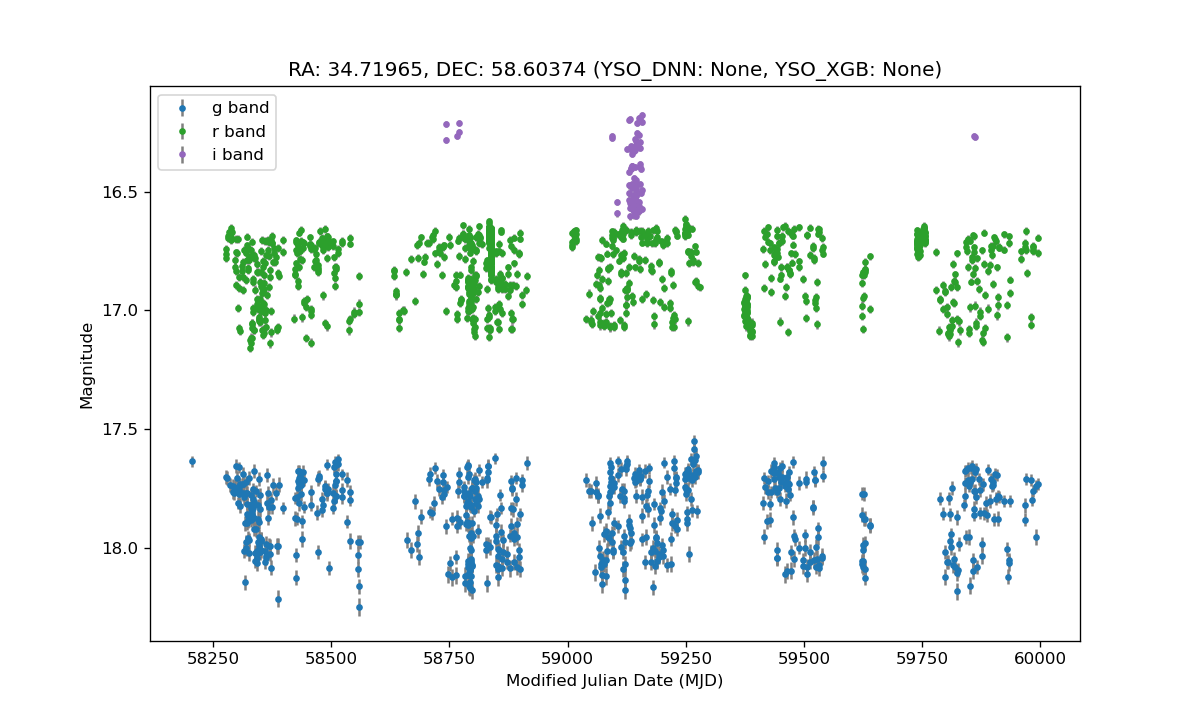 RA: 34.71965, DEC: 58.60374 (YSO_DNN: None, YSO_XGB: None)
g band
r band
i band
16.5
17.0
17.5
18.0
Magnitude
58250
58500
58750
59000
59250
59500
59750
60000
Modified Julian Date (MJD)